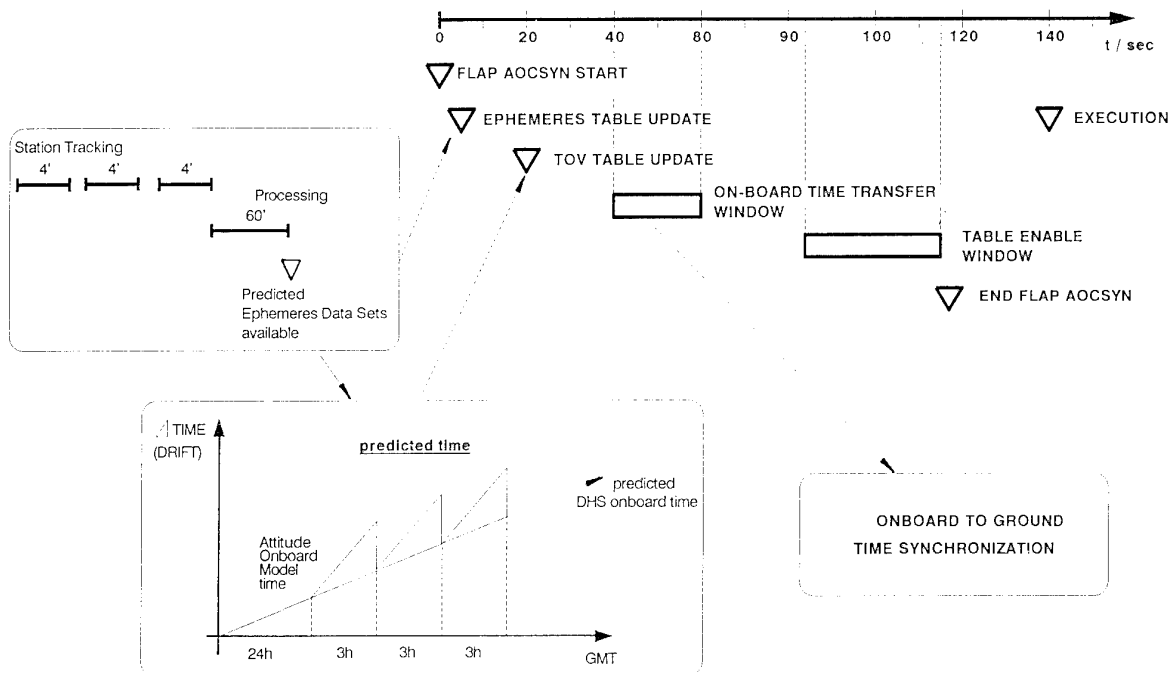 0 20 40 80 90 100 120 140
t / sec
FLAP AOCSYN START
EPHEMERES TABLE UPDATE
EXECUTION
TOV TABLE UPDATE
ON-BOARD TIME TRANSFER
WINDOW
TABLE ENABLE
WINDOW
END FLAP AOCSYN
Station Tracking
4' 4' 4'
Processing
60'
Predicted
Ephemeres Data Sets
available
TIME
(DRIFT)
predicted time
predicted
DHS onboard time
Attitude
Onboard
Model
time
24h 3h 3h 3h
GMT
ONBOARD TO GROUND
TIME SYNCHRONIZATION